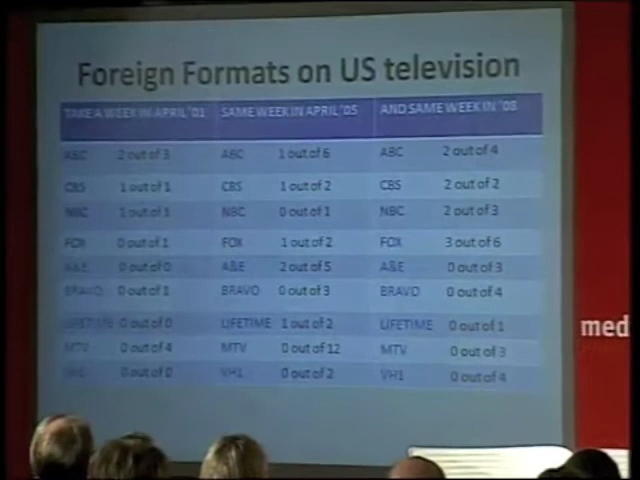 Foreign Formats on US television
TAKE A WEEK IN APRIL '01 SAME WEEK IN APRIL '05 AND SAME WEEK IN '08
ABC 2 out of 3 ABC 1 out of 6 ABC 2 out of 4
CBS 1 out of 1 CBS 1 out of 2 CBS 2 out of 2
NBC 1 out of 1 NBC 0 out of 1 NBC 2 out of 3
FOX 0 out of 1 FOX 1 out of 2 FOX 3 out of 6
A&E 0 out of 0 A&E 2 out of 5 A&E 0 out of 3
BRAVO 0 out of 1 BRAVO 0 out of 3 BRAVO 0 out of 4
LIFETIME 0 out of 0 LIFETIME 1 out of 2 LIFETIME 0 out of 1
MTV 0 out of 4 MTV 0 out of 12 MTV 0 out of 3
VH1 0 out of 0 VH1 0 out of 2 VH1 0 out of 4
med